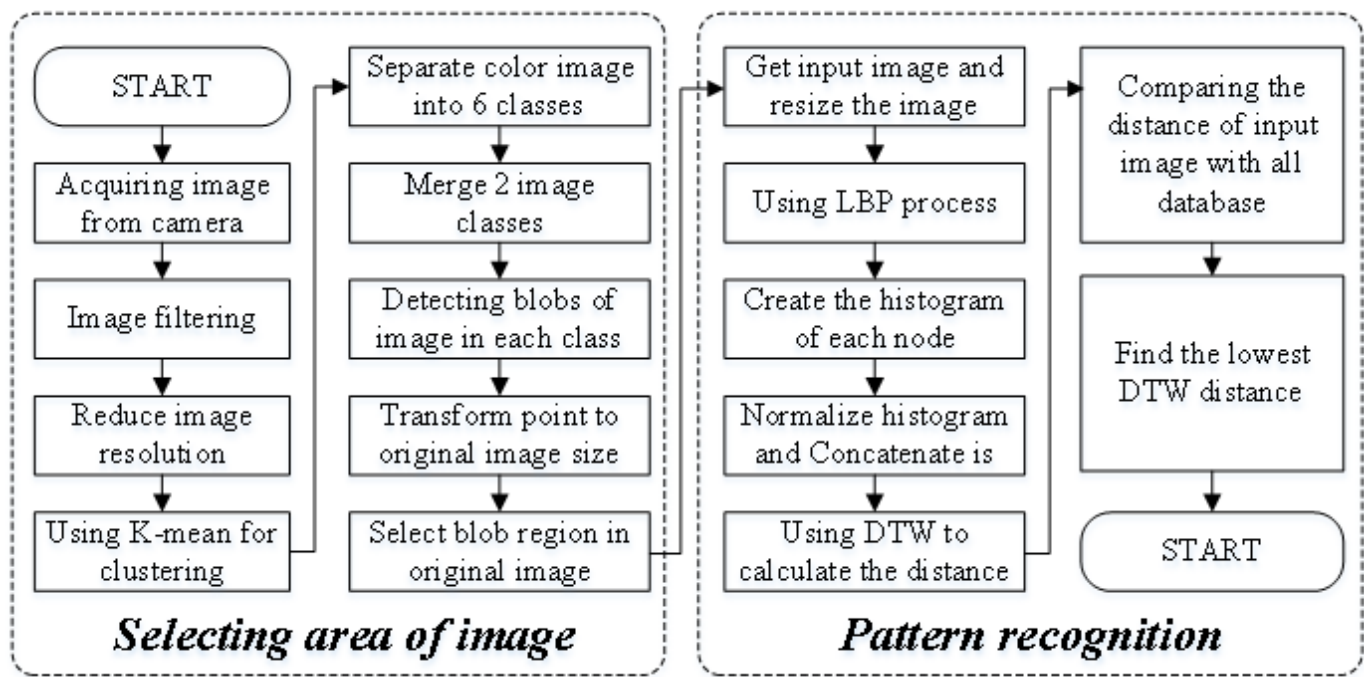 START
Acquiring image
from camera
Image filtering
Reduce image
resolution
Using K-mean for
clustering
Separate color image
into 6 classes
Merge 2 image
classes
Detecting blobs of
image in each class
Transform point to
original image size
Select blob region in
original image
Selecting area of image
Get input image and
resize the image
Using LBP process
Create the histogram
of each node
Normalize histogram
and Concatenate is
Using DTW to
calculate the distance
Comparing the
distance of input
image with all
database
Find the lowest
DTW distance
START
Pattern recognition